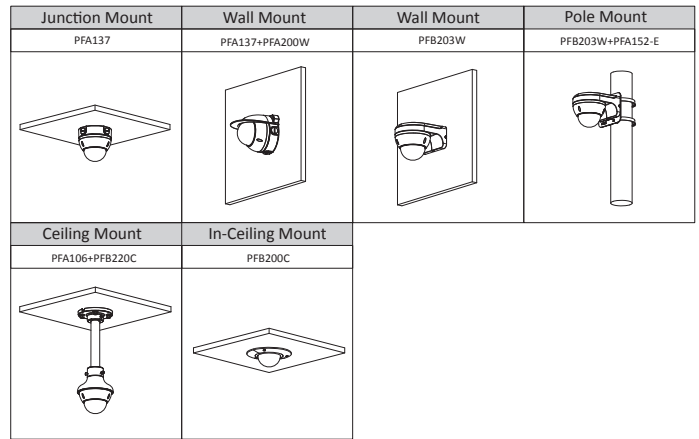 Junction Mount
Wall Mount
Wall Mount
Pole Mount
PFA137
PFA137+PFA200W
PFB203W
PFB203W+PFA152-E
Ceiling Mount
In-Ceiling Mount
PFA106+PFB220C
PFB200C